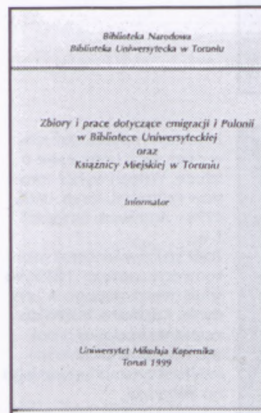 Biblioteka Narodowa
Biblioteka Uniwersytecka w Toruniu
Zbiory i prace dotyczące emigracji i Polonii
w Bibliotece Uniwersyteckiej
oraz
Książnicy Miejskiej w Toruniu
Informator
Uniwersytet Mikołaja Kopernika
Toruń 1999